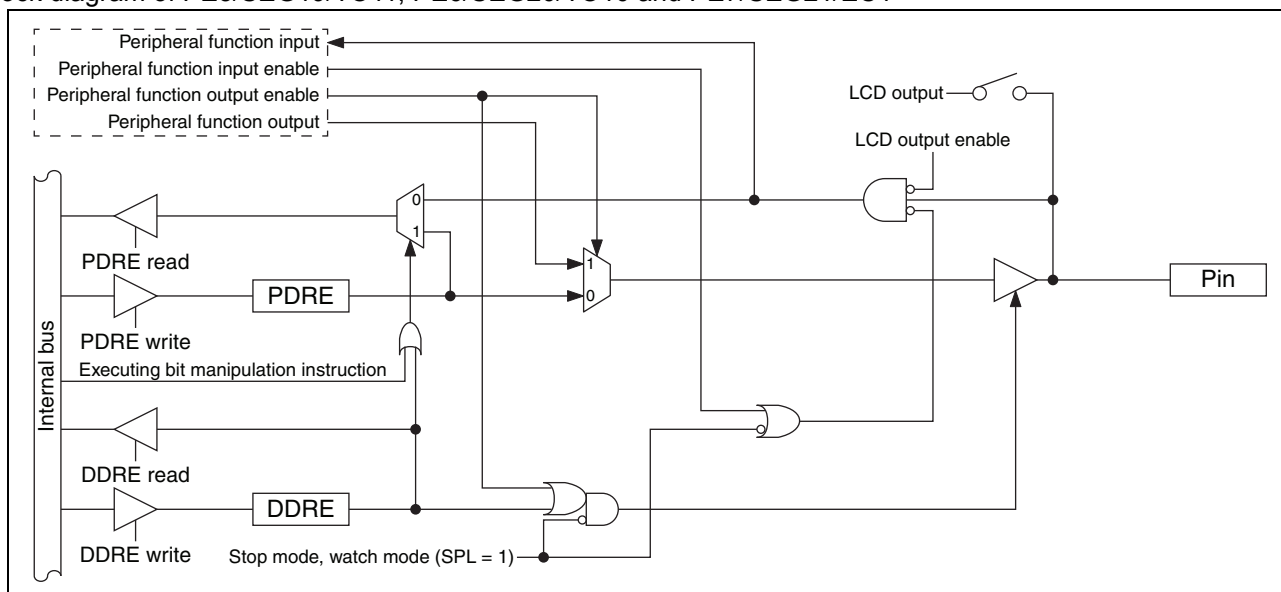 Peripheral function input
Peripheral function input enable
Peripheral function output enable
Peripheral function output
LCD output
LCD output enable
0
1
PDRE read
1
0
PDRE
Pin
PDRE write
Internal bus
Executing bit manipulation instruction
DDRE read
DDRE
DDRE write
Stop mode, watch mode (SPL = 1)